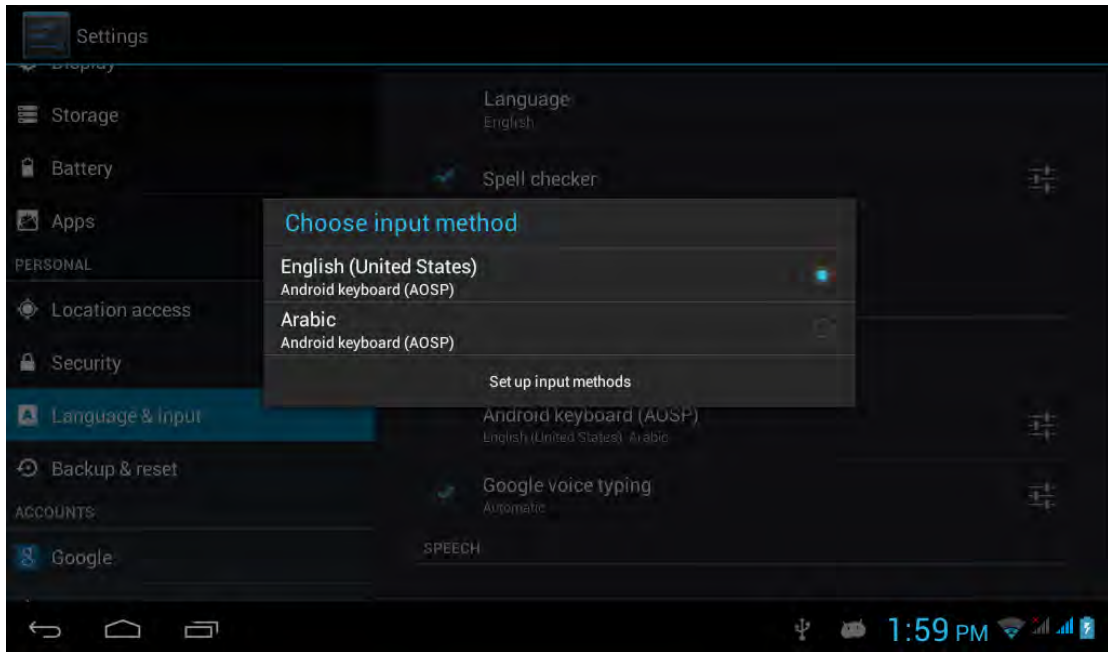 Settings
Display
Storage
Battery
Apps
PERSONAL
Location access
Security
Language & input
Backup & reset
ACCOUNTS
Google
Language
English
Spell checker
Choose input method
English (United States)
Android keyboard (AOSP)
Arabic
Android keyboard (AOSP)
Set up input methods
Android keyboard (AOSP)
English (United States) Arabic
Google voice typing
Automatic
SPEECH
1:59 PM